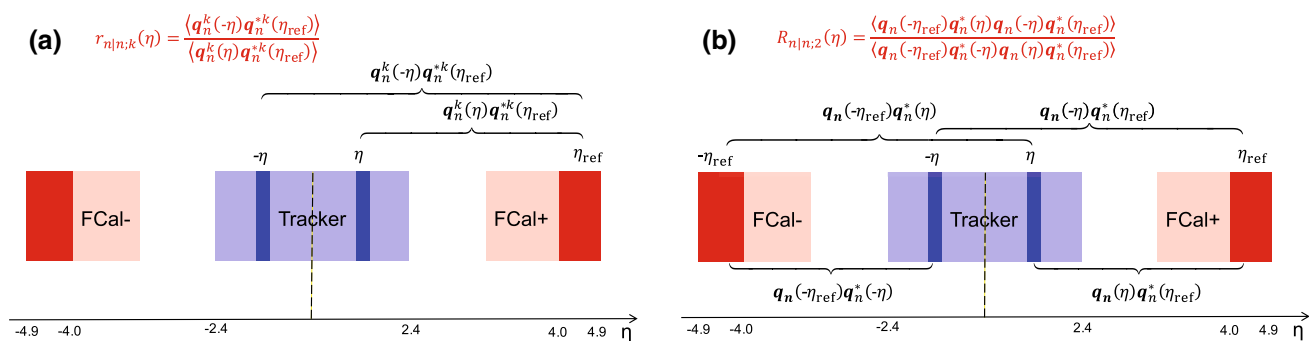 (a) r_{n|n;k}(η) = ⟨q_n^k(-η)q_n^{*k}(η_ref)⟩ / ⟨q_n^k(η)q_n^{*k}(η_ref)⟩
q_n^k(-η)q_n^{*k}(η_ref)
q_n^k(η)q_n^{*k}(η_ref)
-η η η_ref
FCal- Tracker FCal+
-4.9 -4.0 -2.4 2.4 4.0 4.9 η
(b) R_{n|n;2}(η) = ⟨q_n(-η_ref)q_n^*(η)q_n(-η)q_n^*(η_ref)⟩ / ⟨q_n(-η_ref)q_n^*(-η)q_n(η)q_n^*(η_ref)⟩
q_n(-η_ref)q_n^*(η) q_n(-η)q_n^*(η_ref)
-η_ref -η η η_ref
FCal- Tracker FCal+
q_n(-η_ref)q_n^*(-η) q_n(η)q_n^*(η_ref)
-4.9 -4.0 -2.4 2.4 4.0 4.9 η